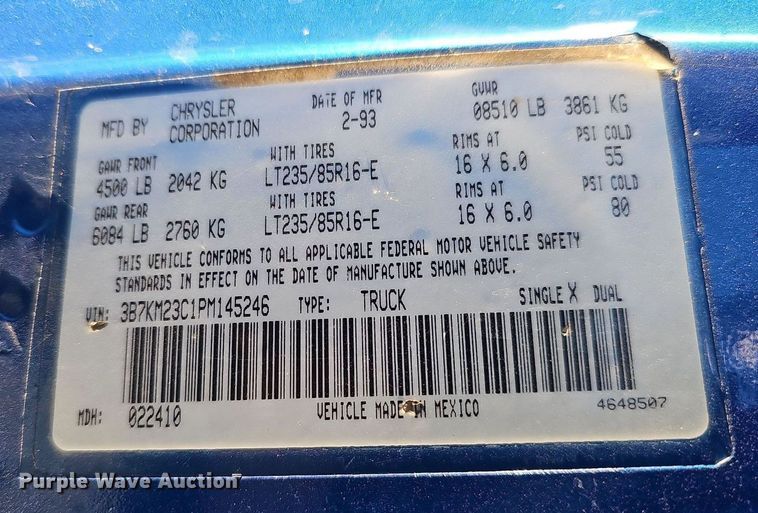 MFD BY CHRYSLER CORPORATION DATE OF MFR 2-93 GVWR 08510 LB 3861 KG
GAWR FRONT WITH TIRES RIMS AT PSI COLD
4500 LB 2042 KG LT235/85R16-E 16 X 6.0 55
GAWR REAR WITH TIRES RIMS AT PSI COLD
6084 LB 2760 KG LT235/85R16-E 16 X 6.0 80
THIS VEHICLE CONFORMS TO ALL APPLICABLE FEDERAL MOTOR VEHICLE SAFETY
STANDARDS IN EFFECT ON THE DATE OF MANUFACTURE SHOWN ABOVE.
VIN: 3B7KM23C1PM145246 TYPE: TRUCK SINGLE X DUAL
MDH: 022410 VEHICLE MADE IN MEXICO 4648507
Purple Wave Auction